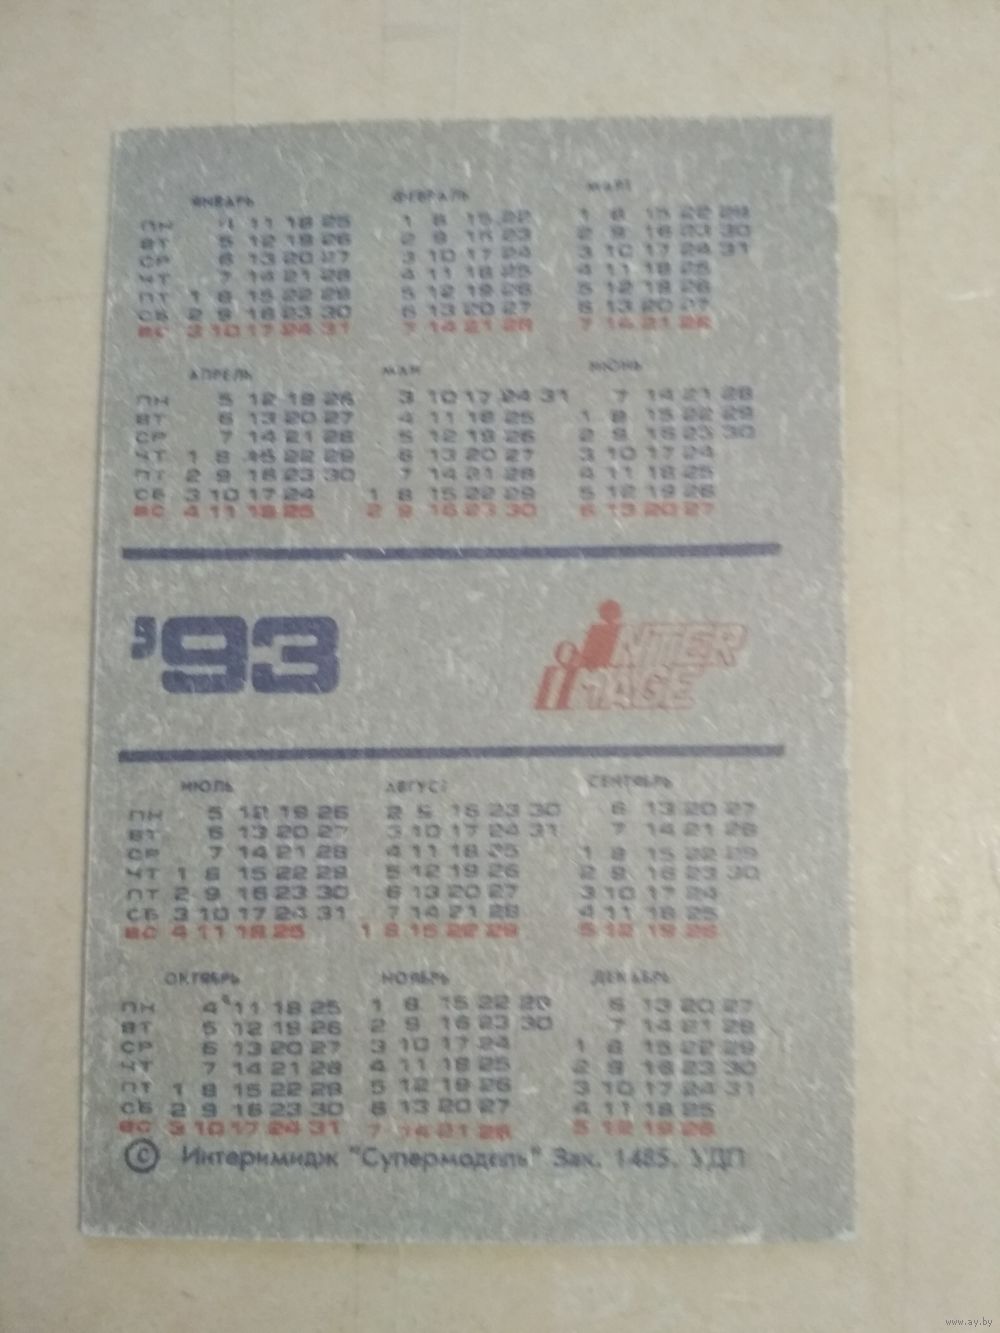 ЯНВАРЬ ФЕВРАЛЬ МАРТ
ПН 4 11 18 25 1 8 15 22 1 8 15 22 29
ВТ 5 12 19 26 2 9 16 23 2 9 16 23 30
СР 6 13 20 27 3 10 17 24 3 10 17 24 31
ЧТ 7 14 21 28 4 11 18 25 4 11 18 25
ПТ 1 8 15 22 29 5 12 19 26 5 12 19 26
СБ 2 9 16 23 30 6 13 20 27 6 13 20 27
ВС 3 10 17 24 31 7 14 21 28 7 14 21 28
АПРЕЛЬ МАЙ ИЮНЬ
ПН 5 12 19 26 3 10 17 24 31 7 14 21 28
ВТ 6 13 20 27 4 11 18 25 1 8 15 22 29
СР 7 14 21 28 5 12 19 26 2 9 16 23 30
ЧТ 1 8 15 22 29 6 13 20 27 3 10 17 24
ПТ 2 9 16 23 30 7 14 21 28 4 11 18 25
СБ 3 10 17 24 1 8 15 22 29 5 12 19 26
ВС 4 11 18 25 2 9 16 23 30 6 13 20 27
'93 INTER
IMAGE
ИЮЛЬ АВГУСТ СЕНТЯБРЬ
ПН 5 12 19 26 2 9 16 23 30 6 13 20 27
ВТ 6 13 20 27 3 10 17 24 31 7 14 21 28
СР 7 14 21 28 4 11 18 25 1 8 15 22 29
ЧТ 1 8 15 22 29 5 12 19 26 2 9 16 23 30
ПТ 2 9 16 23 30 6 13 20 27 3 10 17 24
СБ 3 10 17 24 31 7 14 21 28 4 11 18 25
ВС 4 11 18 25 1 8 15 22 29 5 12 19 26
ОКТЯБРЬ НОЯБРЬ ДЕКАБРЬ
ПН 4 11 18 25 1 8 15 22 29 6 13 20 27
ВТ 5 12 19 26 2 9 16 23 30 7 14 21 28
СР 6 13 20 27 3 10 17 24 1 8 15 22 29
ЧТ 7 14 21 28 4 11 18 25 2 9 16 23 30
ПТ 1 8 15 22 29 5 12 19 26 3 10 17 24 31
СБ 2 9 16 23 30 6 13 20 27 4 11 18 25
ВС 3 10 17 24 31 7 14 21 28 5 12 19 26
© Интеримидж "Супермодель" Зак. 1485. УДП
www.ay.by